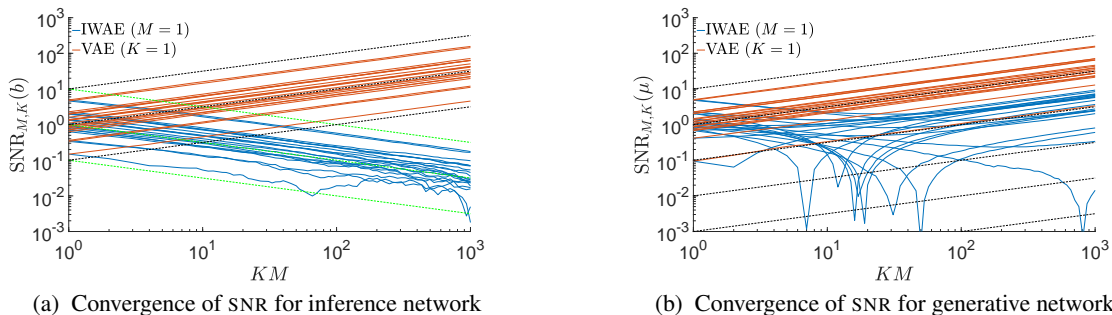 10^3
IWAE (M = 1)
VAE (K = 1)
10^2
10^1
10^0
10^-1
10^-2
10^-3
SNR_{M,K}(b)
10^0
10^1
10^2
10^3
KM
(a) Convergence of SNR for inference network
10^3
IWAE (M = 1)
VAE (K = 1)
10^2
10^1
10^0
10^-1
10^-2
10^-3
SNR_{M,K}(μ)
10^0
10^1
10^2
10^3
KM
(b) Convergence of SNR for generative network